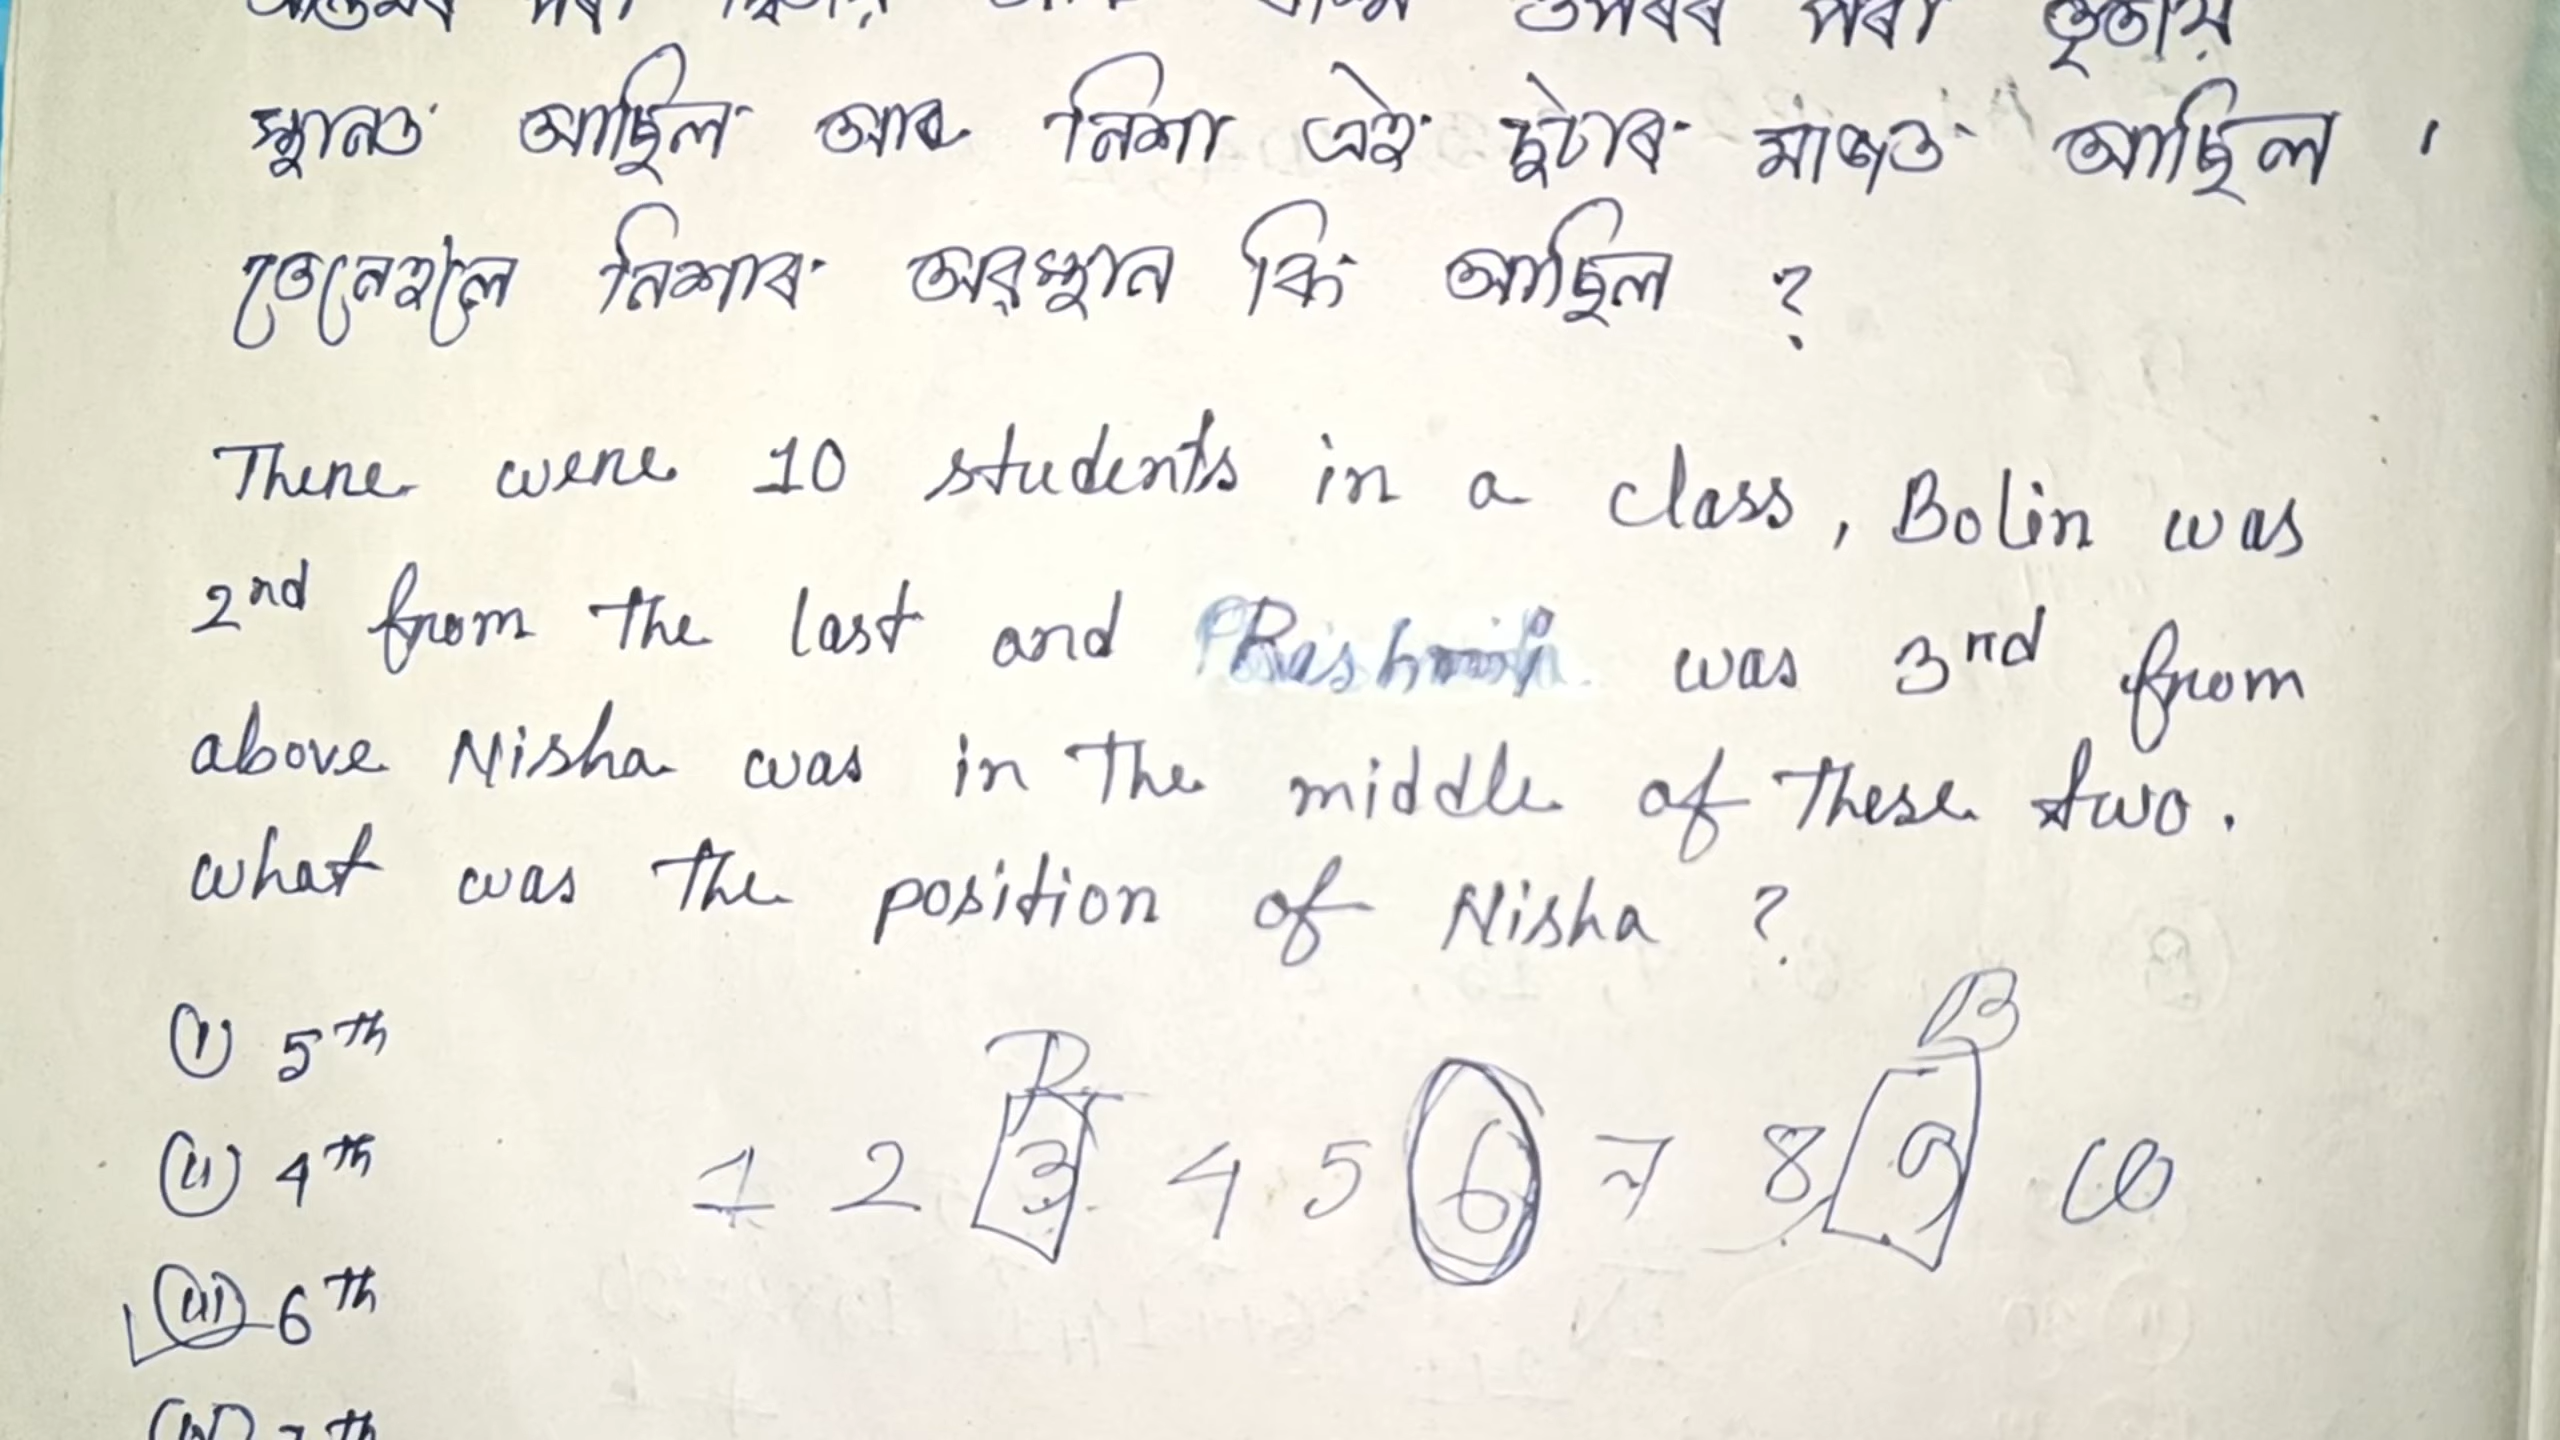 পৰা তৃতীয়
স্থানত আছিল আৰু নিশা এই দুটাৰ মাজত আছিল ।
তেনেহলে নিশাৰ অৱস্থান কি আছিল ?
There were 10 students in a class, Bolin was
2nd from the last and Rashmi was 3rd from
above Nisha was in the middle of these two.
what was the position of Nisha ?
(i) 5th
(ii) 4th
(iii) 6th
R B
1 2 3 4 5 6 7 8 9 10